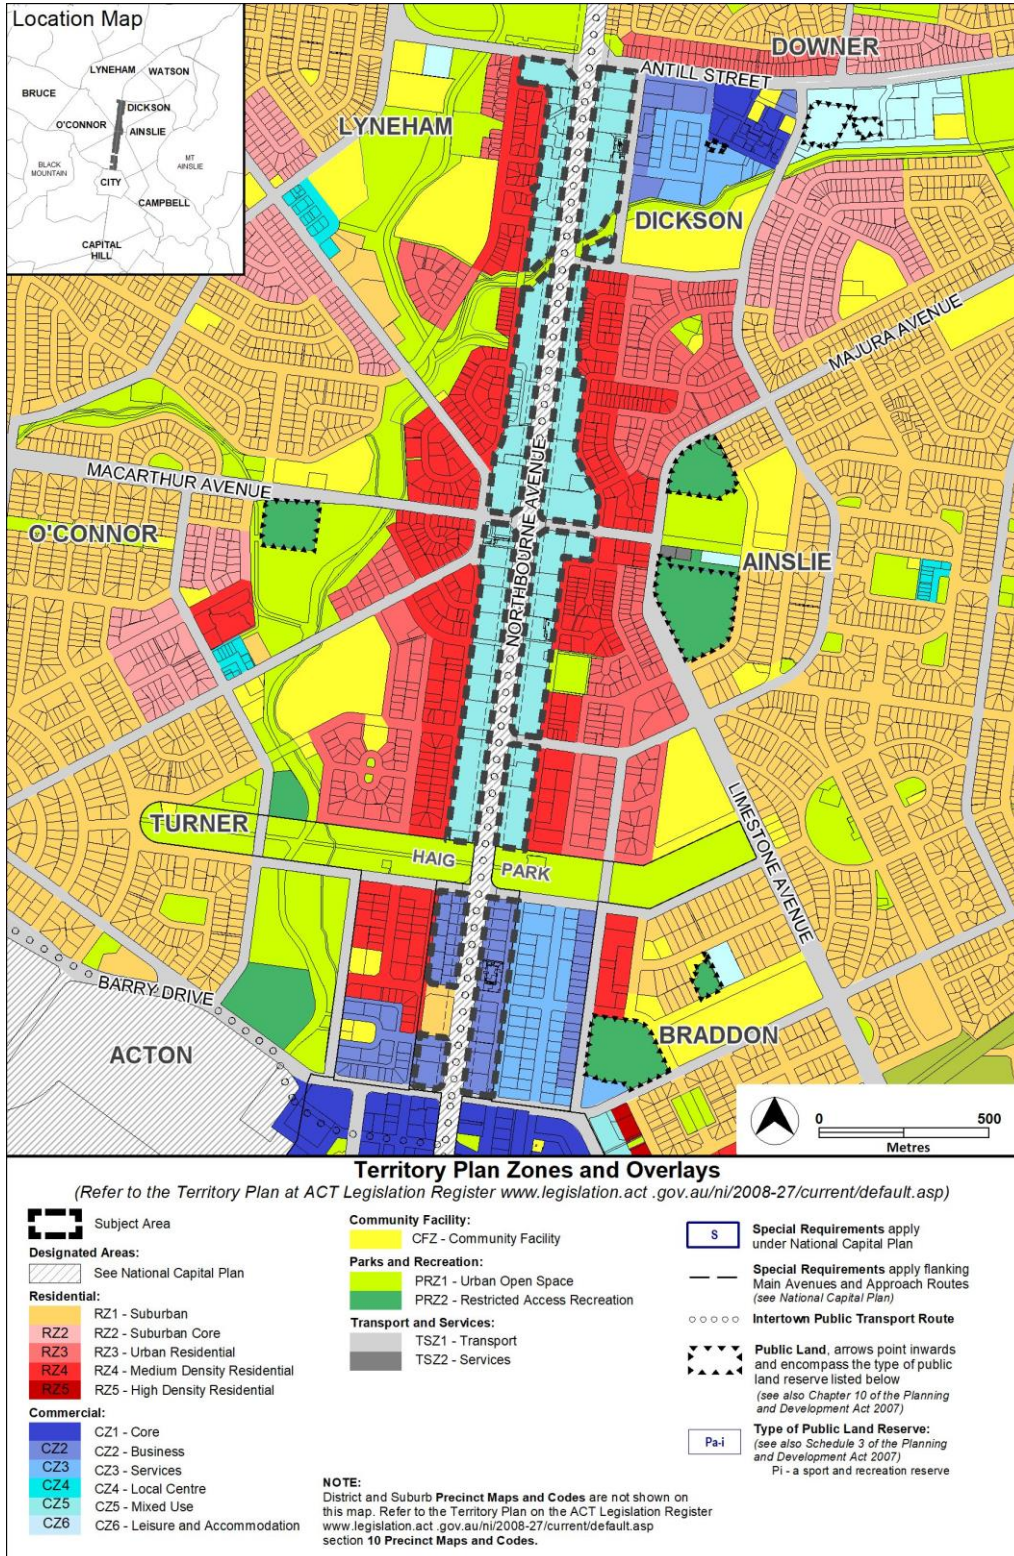 Location Map
LYNEHAM
WATSON
BRUCE
DICKSON
O'CONNOR
AINSLIE
BLACK
MOUNTAIN
MT
AINSLIE
CITY
CAMPBELL
CAPITAL
HILL
DOWNER
ANTILL STREET
LYNEHAM
DICKSON
MAJURA AVENUE
MACARTHUR AVENUE
NORTHBOURNE AVENUE
O'CONNOR
AINSLIE
LIMESTONE AVENUE
TURNER
HAIG PARK
BARRY DRIVE
ACTON
BRADDON
0 500
Metres
Territory Plan Zones and Overlays
(Refer to the Territory Plan at ACT Legislation Register www.legislation.act .gov.au/ni/2008-27/current/default.asp)
Subject Area
Designated Areas:
See National Capital Plan
Residential:
RZ1 - Suburban
RZ2 RZ2 - Suburban Core
RZ3 RZ3 - Urban Residential
RZ4 RZ4 - Medium Density Residential
RZ5 RZ5 - High Density Residential
Commercial:
CZ1 - Core
CZ2 CZ2 - Business
CZ3 CZ3 - Services
CZ4 CZ4 - Local Centre
CZ5 CZ5 - Mixed Use
CZ6 CZ6 - Leisure and Accommodation
Community Facility:
CFZ - Community Facility
Parks and Recreation:
PRZ1 - Urban Open Space
PRZ2 - Restricted Access Recreation
Transport and Services:
TSZ1 - Transport
TSZ2 - Services
NOTE:
District and Suburb Precinct Maps and Codes are not shown on
this map. Refer to the Territory Plan on the ACT Legislation Register
www.legislation.act .gov.au/ni/2008-27/current/default.asp
section 10 Precinct Maps and Codes.
S Special Requirements apply
under National Capital Plan
Special Requirements apply flanking
Main Avenues and Approach Routes
(see National Capital Plan)
Intertown Public Transport Route
Public Land, arrows point inwards
and encompass the type of public
land reserve listed below
(see also Chapter 10 of the Planning
and Development Act 2007)
Pa-i Type of Public Land Reserve:
(see also Schedule 3 of the Planning
and Development Act 2007)
Pi - a sport and recreation reserve